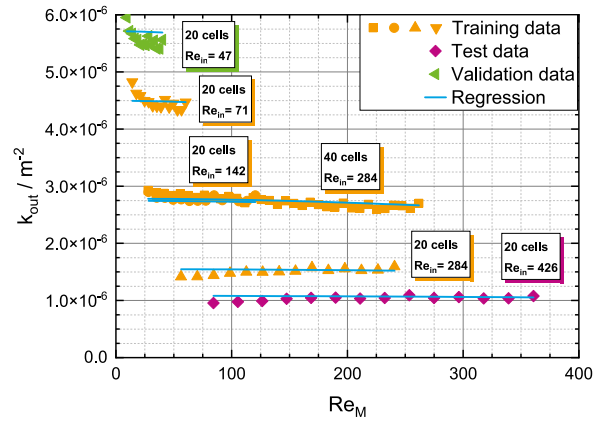 6.0×10⁻⁶
5.0×10⁻⁶
4.0×10⁻⁶
3.0×10⁻⁶
2.0×10⁻⁶
1.0×10⁻⁶
0.0
k_out / m⁻²
0
100
200
300
400
Re_M
Training data
Test data
Validation data
Regression
20 cells
Re_in= 47
20 cells
Re_in= 71
20 cells
Re_in= 142
40 cells
Re_in= 284
20 cells
Re_in= 284
20 cells
Re_in= 426